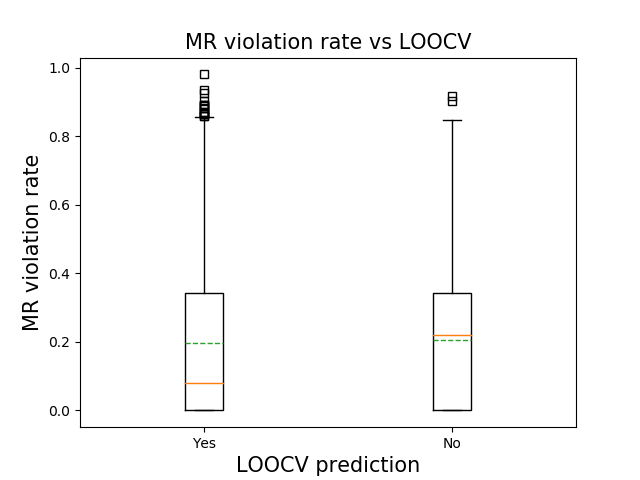 MR violation rate vs LOOCV
1.0
0.8
0.6
0.4
0.2
0.0
MR violation rate
Yes
No
LOOCV prediction